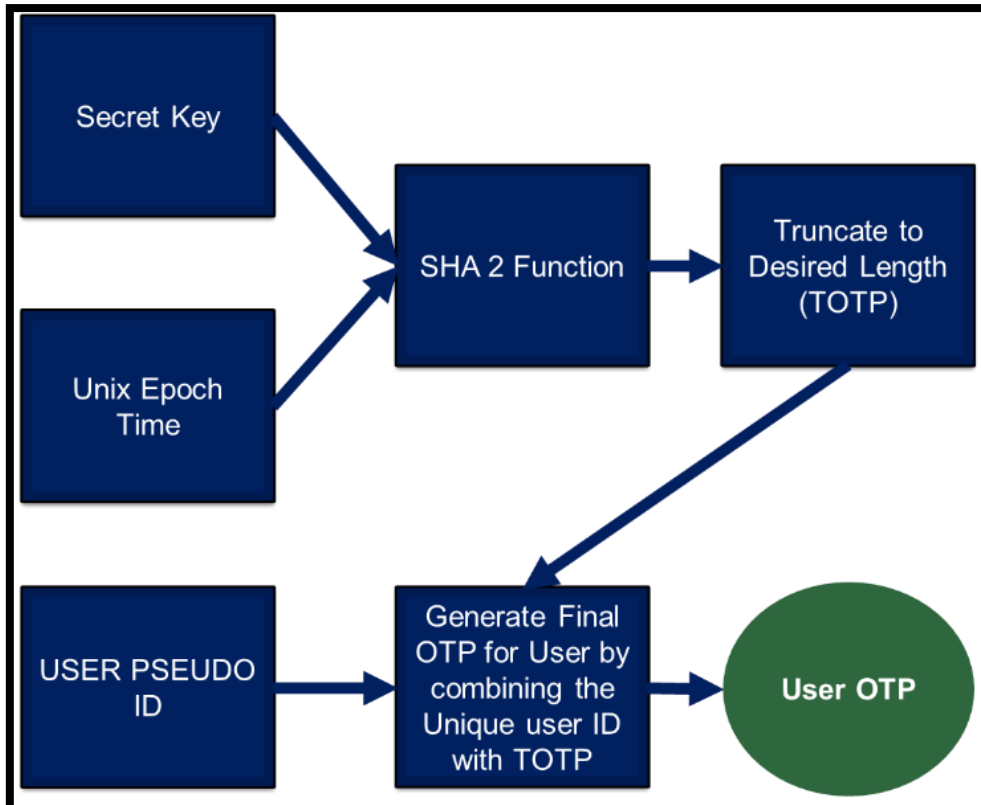 Secret Key
SHA 2 Function
Truncate to
Desired Length
(TOTP)
Unix Epoch
Time
USER PSEUDO
ID
Generate Final
OTP for User by
combining the
Unique user ID
with TOTP
User OTP